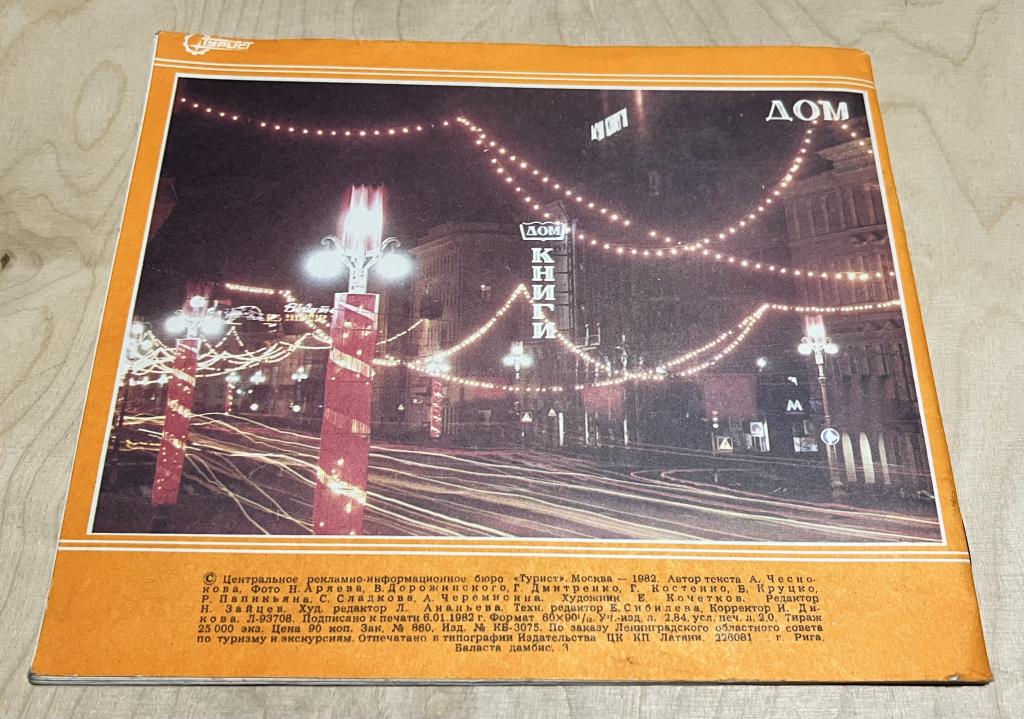 Турист
ДОМ
ДОМ
КНИГИ
М
© Центральное рекламно-информационное бюро «Турист». Москва — 1982. Автор текста А. Чесно-
кова. Фото Н. Аряева, В. Дорожинского, Г. Дмитренко, Г. Костенко, Б. Круцко,
Р. Папикьяна, С. Сладкова, А. Черемисина. Художник Е. Кочетков. Редактор
Н. Зайцев. Худ. редактор Л. Ананьева. Техн. редактор Е. Сибилева, Корректор И. Ди-
кова. Л-93708. Подписано к печати 6.01.1982 г. Формат 60×90¹/₁₂. Уч.-изд. л. 2,84, усл. печ. л. 2,0. Тираж
25 000 экз. Цена 90 коп. Зак. № 860. Изд. № КБ-3075. По заказу Ленинградского областного совета
по туризму и экскурсиям. Отпечатано в типографии Издательства ЦК КП Латвии, 226081 г. Рига,
Баласта дамбис, 3